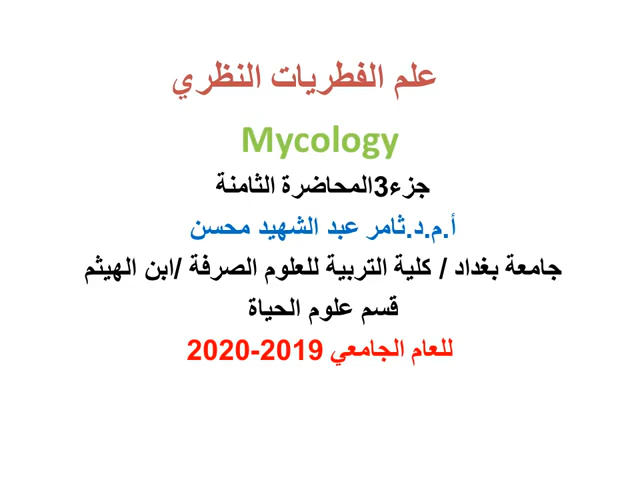 علم الفطريات النظري
Mycology
جزء3المحاضرة الثامنة
أ.م.د.ثامر عبد الشهيد محسن
جامعة بغداد / كلية التربية للعلوم الصرفة /ابن الهيثم
قسم علوم الحياة
للعام الجامعي 2019-2020